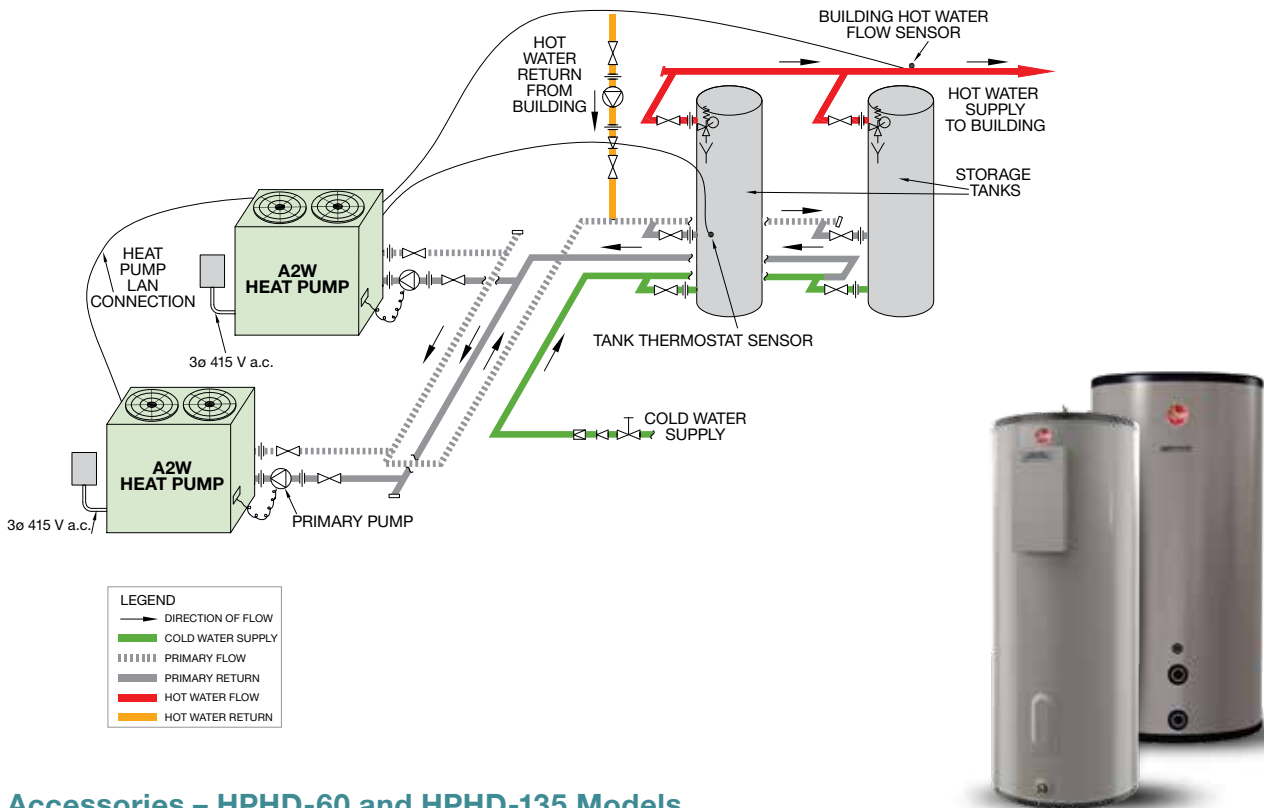 BUILDING HOT WATER
FLOW SENSOR
HOT
WATER
RETURN
FROM
BUILDING
HOT WATER
SUPPLY
TO BUILDING
STORAGE
TANKS
HEAT
PUMP
LAN
CONNECTION
A2W
HEAT PUMP
3ø 415 V a.c.
TANK THERMOSTAT SENSOR
COLD WATER
SUPPLY
A2W
HEAT PUMP
3ø 415 V a.c.
PRIMARY PUMP
LEGEND
DIRECTION OF FLOW
COLD WATER SUPPLY
PRIMARY FLOW
PRIMARY RETURN
HOT WATER FLOW
HOT WATER RETURN
Accessories – HPHD-60 and HPHD-135 Models